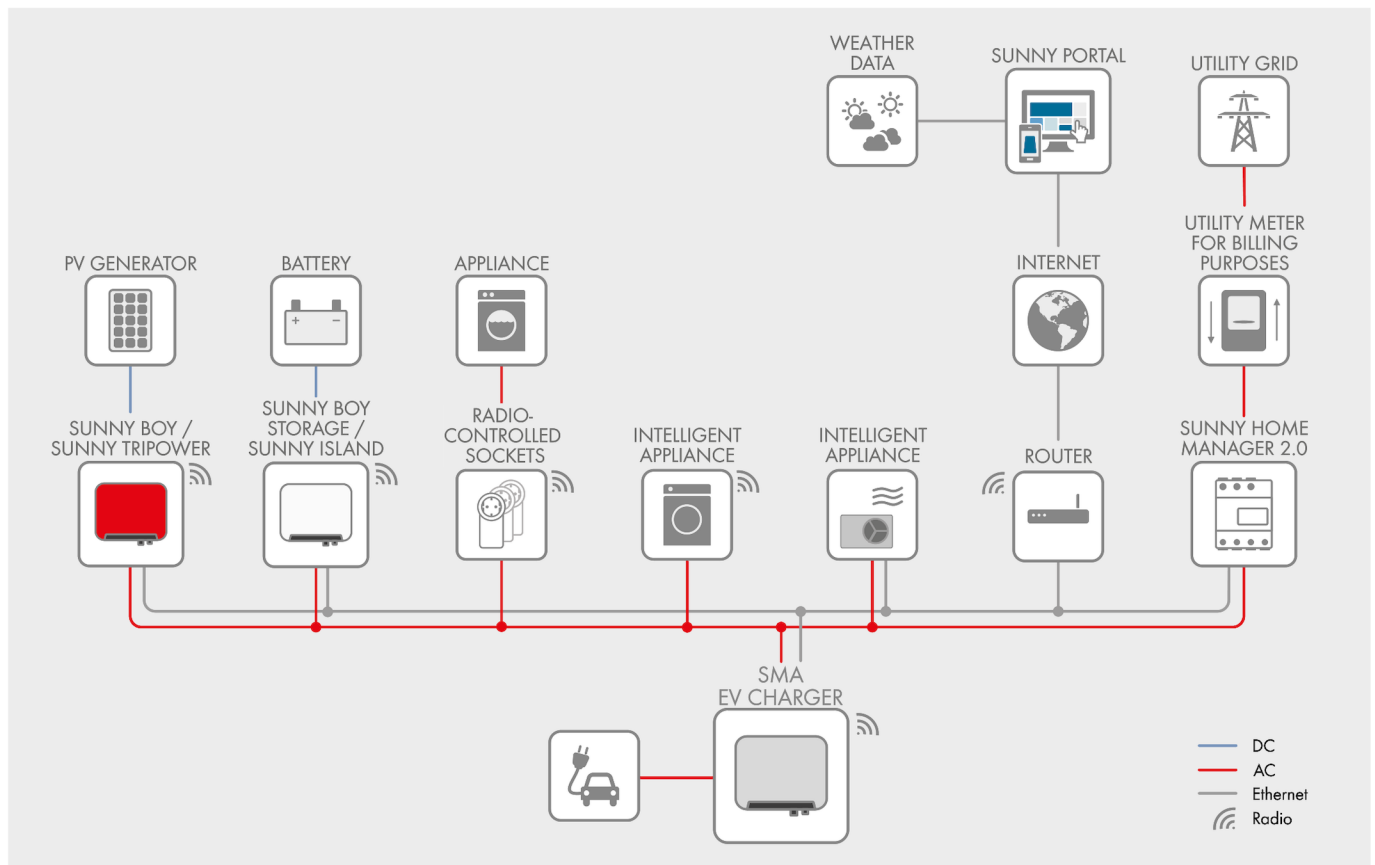 WEATHER
DATA
SUNNY PORTAL
UTILITY GRID
UTILITY METER
FOR BILLING
PURPOSES
PV GENERATOR
BATTERY
APPLIANCE
INTERNET
SUNNY BOY /
SUNNY TRIPOWER
SUNNY BOY
STORAGE /
SUNNY ISLAND
RADIO-
CONTROLLED
SOCKETS
INTELLIGENT
APPLIANCE
INTELLIGENT
APPLIANCE
ROUTER
SUNNY HOME
MANAGER 2.0
SMA
EV CHARGER
DC
AC
Ethernet
Radio